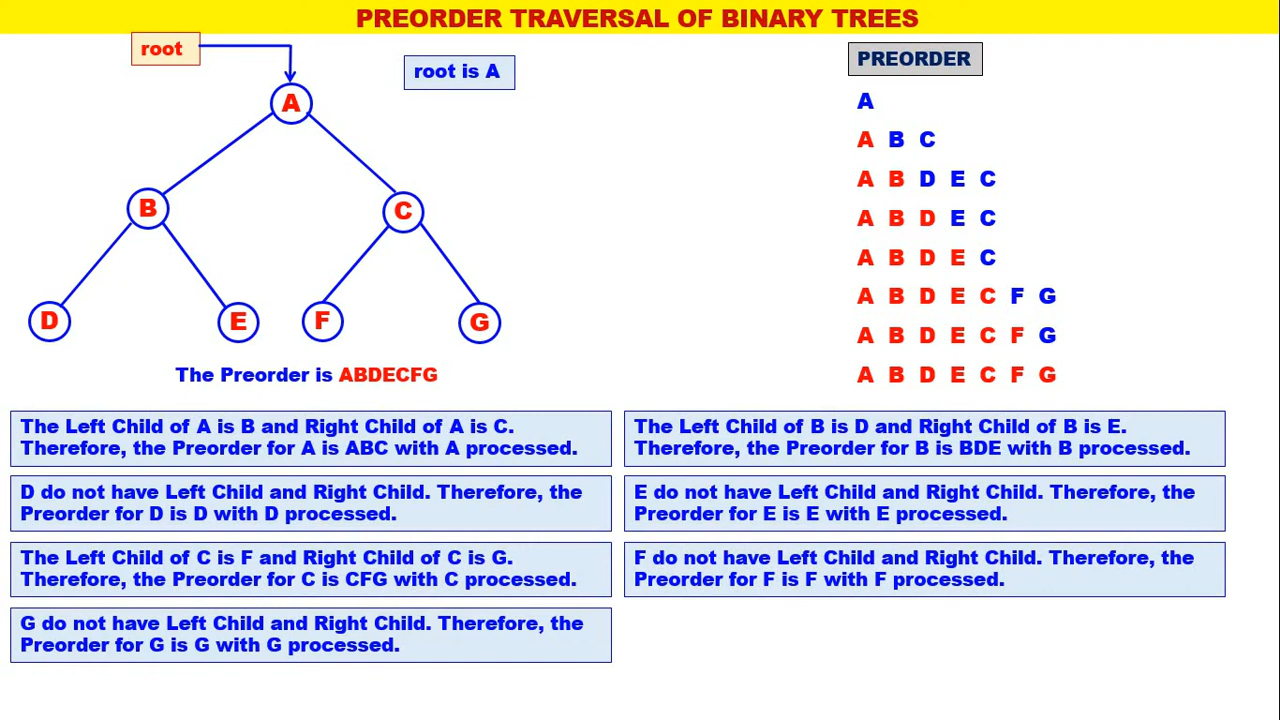 PREORDER TRAVERSAL OF BINARY TREES
root
root is A
A
B
C
D
E
F
G
The Preorder is ABDECFG
PREORDER
A
A B C
A B D E C
A B D E C
A B D E C
A B D E C F G
A B D E C F G
A B D E C F G
The Left Child of A is B and Right Child of A is C.
Therefore, the Preorder for A is ABC with A processed.
The Left Child of B is D and Right Child of B is E.
Therefore, the Preorder for B is BDE with B processed.
D do not have Left Child and Right Child. Therefore, the
Preorder for D is D with D processed.
E do not have Left Child and Right Child. Therefore, the
Preorder for E is E with E processed.
The Left Child of C is F and Right Child of C is G.
Therefore, the Preorder for C is CFG with C processed.
F do not have Left Child and Right Child. Therefore, the
Preorder for F is F with F processed.
G do not have Left Child and Right Child. Therefore, the
Preorder for G is G with G processed.